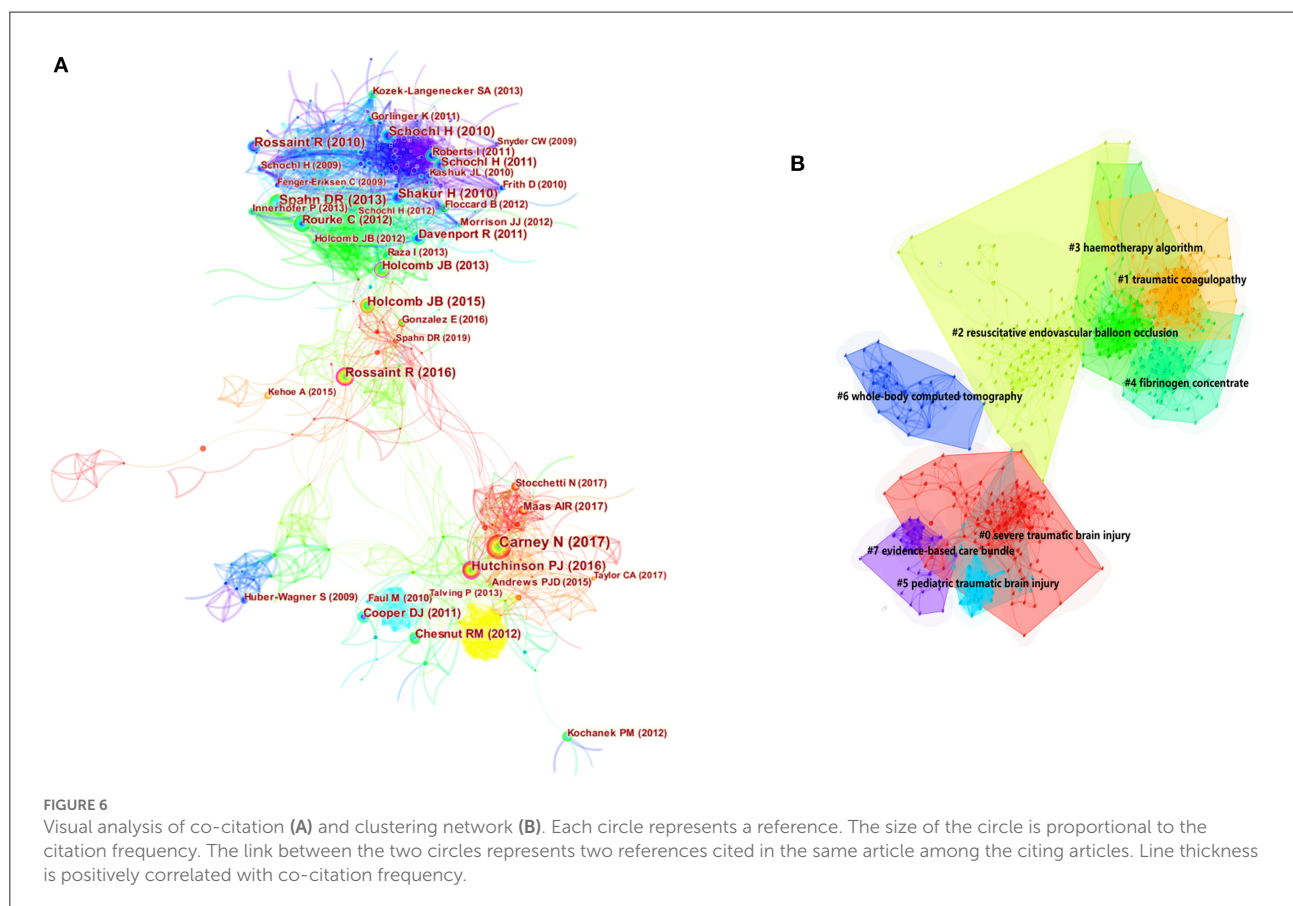 A
Kozek-Langenecker SA (2013)
Gorlinger K (2011)
Schochl H (2010)
Rossaint R (2010)
Snyder CW (2009)
Roberts I (2011)
Schochl H (2011)
Schochl H (2009)
Kashuk JL (2010)
Fenger-Eriksen C (2009)
Frith D (2010)
Shakur H (2010)
Spahn DR (2013)
Floccard B (2012)
Innerhofer P (2013)
Schochl H (2012)
Rourke C (2012)
Morrison JJ (2012)
Davenport R (2011)
Holcomb JB (2012)
Raza I (2013)
Holcomb JB (2013)
Holcomb JB (2015)
Gonzalez E (2016)
Spahn DR (2019)
Rossaint R (2016)
Kehoe A (2015)
Stocchetti N (2017)
Maas AIR (2017)
Carney N (2017)
Hutchinson PJ (2016)
Taylor CA (2017)
Andrews PJD (2015)
Talving P (2013)
Huber-Wagner S (2009)
Faul M (2010)
Cooper DJ (2011)
Chesnut RM (2012)
Kochanek PM (2012)
B
#3 haemotherapy algorithm
#1 traumatic coagulopathy
#2 resuscitative endovascular balloon occlusion
#4 fibrinogen concentrate
#6 whole-body computed tomography
#0 severe traumatic brain injury
#7 evidence-based care bundle
#5 pediatric traumatic brain injury
FIGURE 6
Visual analysis of co-citation (A) and clustering network (B). Each circle represents a reference. The size of the circle is proportional to the
citation frequency. The link between the two circles represents two references cited in the same article among the citing articles. Line thickness
is positively correlated with co-citation frequency.